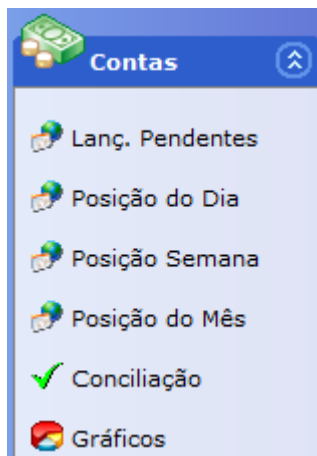 Contas
Lanç. Pendentes
Posição do Dia
Posição Semana
Posição do Mês
Conciliação
Gráficos